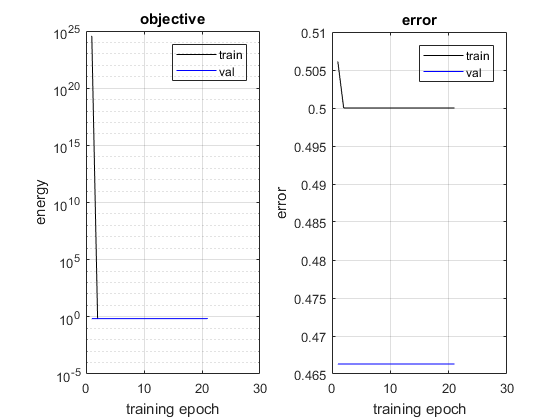 objective
energy
10^25
10^20
10^15
10^10
10^5
10^0
10^-5
0
10
20
30
training epoch
train
val
error
error
0.51
0.505
0.5
0.495
0.49
0.485
0.48
0.475
0.47
0.465
0
10
20
30
training epoch
train
val